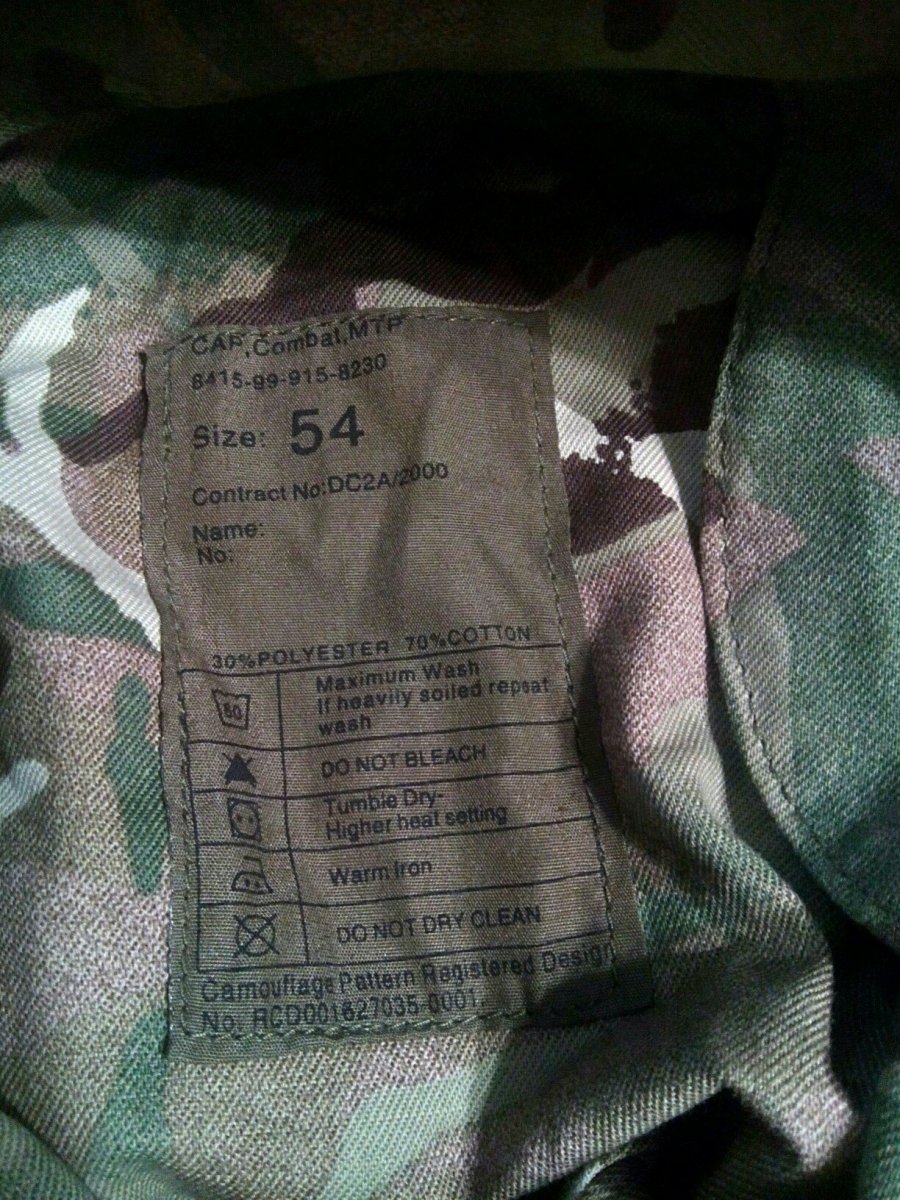 CAP,Combat,MTP
8415-99-915-8230
Size: 54
Contract No:DC2A/2000
Name:
No:
30%POLYESTER 70%COTTON
60
Maximum Wash
If heavily soiled repeat
wash
DO NOT BLEACH
Tumble Dry-
Higher heat setting
Warm Iron
DO NOT DRY CLEAN
Camouflage Pattern Registered Design
No. RCD001627035-0001.